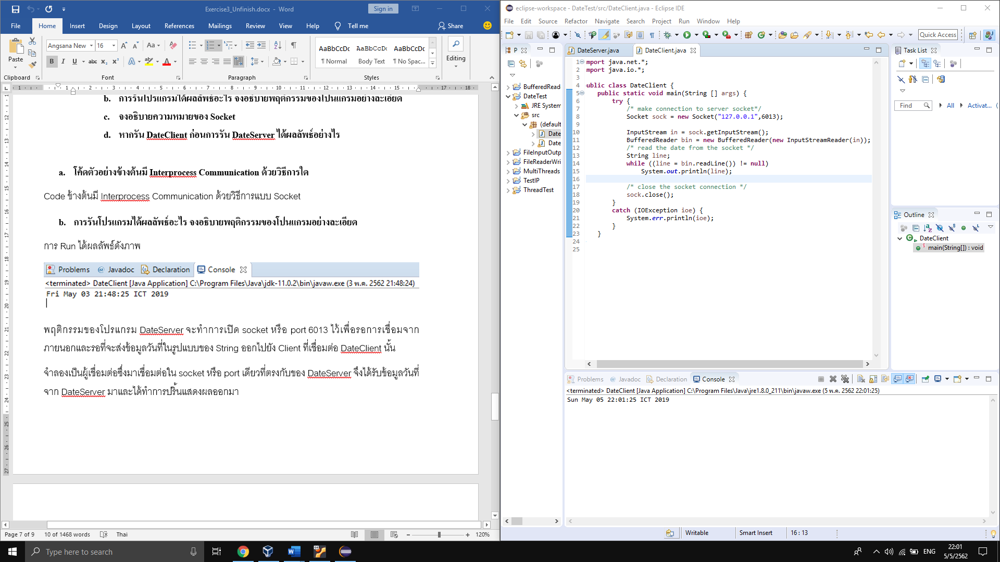 Exercise3_Unfinish.docx - Word
Sign in
File Home Insert Design Layout References Mailings Review View Help Tell me Share
Paste
Angsana New 16
Aa
B I U abc x₂ x²
AaBbCcDc AaBbCcDc AaBbCcDc
¶ Normal Body Text ¶ No Spac...
Editing
Clipboard Font Paragraph Styles
b. การรันโปรแกรมได้ผลลัพธ์อะไร จงอธิบายพฤติกรรมของโปนแกรมอย่างละเอียด
c. จงอธิบายความหมายของ Socket
d. หากรัน DateClient ก่อนการรัน DateServer ได้ผลลัพธ์อย่างไร
a. โค้ดตัวอย่างข้างต้นมี Interprocess Communication ด้วยวิธีการใด
Code ข้างต้นมี Interprocess Communication ด้วยวิธีการแบบ Socket
b. การรันโปรแกรมได้ผลลัพธ์อะไร จงอธิบายพฤติกรรมของโปนแกรมอย่างละเอียด
การ Run ได้ผลลัพธ์ดังภาพ
Problems @ Javadoc Declaration Console
<terminated> DateClient [Java Application] C:\Program Files\Java\jdk-11.0.2\bin\javaw.exe (3 พ.ค. 2562 21:48:24)
Fri May 03 21:48:25 ICT 2019
พฤติกรรมของโปรแกรม DateServer จะทำการเปิด socket หรือ port 6013 ไว้เพื่อรอการเชื่อมจาก
ภายนอกและรอที่จะส่งข้อมูลวันที่ในรูปแบบของ String ออกไปยัง Client ที่เชื่อมต่อ DateClient นั้น
จำลองเป็นผู้เชื่อมต่อซึ่งมาเชื่อมต่อใน socket หรือ port เดียวที่ตรงกับของ DateServer จึงได้รับข้อมูลวันที่
จาก DateServer มาและได้ทำการปริ้นแสดงผลออกมา
Page 7 of 9 10 of 1468 words Thai 120%
eclipse-workspace - DateTest/src/DateClient.java - Eclipse IDE
File Edit Source Refactor Navigate Search Project Run Window Help
Quick Access
P
BufferedRead
DateTest
JRE System
src
(default
Date
Date
FileInputOutp
FileReaderWri
MultiThreads
TestIP
ThreadTest
DateServer.java DateClient.java
1 mport java.net.*;
2 mport java.io.*;
3
4 ublic class DateClient {
5 public static void main(String [] args) {
6 try {
7 /* make connection to server socket*/
8 Socket sock = new Socket("127.0.0.1",6013);
9
10 InputStream in = sock.getInputStream();
11 BufferedReader bin = new BufferedReader(new InputStreamReader(in));
12 /* read the date from the socket */
13 String line;
14 while ((line = bin.readLine()) != null)
15 System.out.println(line);
16
17 /* close the socket connection */
18 sock.close();
19 }
20 catch (IOException ioe) {
21 System.err.println(ioe);
22 }
23 }
24
25
Task List
Find All Activat...
Outline
DateClient
main(String[]) : void
Problems @ Javadoc Declaration Console
<terminated> DateClient [Java Application] C:\Program Files\Java\jre1.8.0_211\bin\javaw.exe (5 พ.ค. 2562 22:01:25)
Sun May 05 22:01:25 ICT 2019
Writable Smart Insert 16 : 13
Type here to search
ENG
22:01
5/5/2562